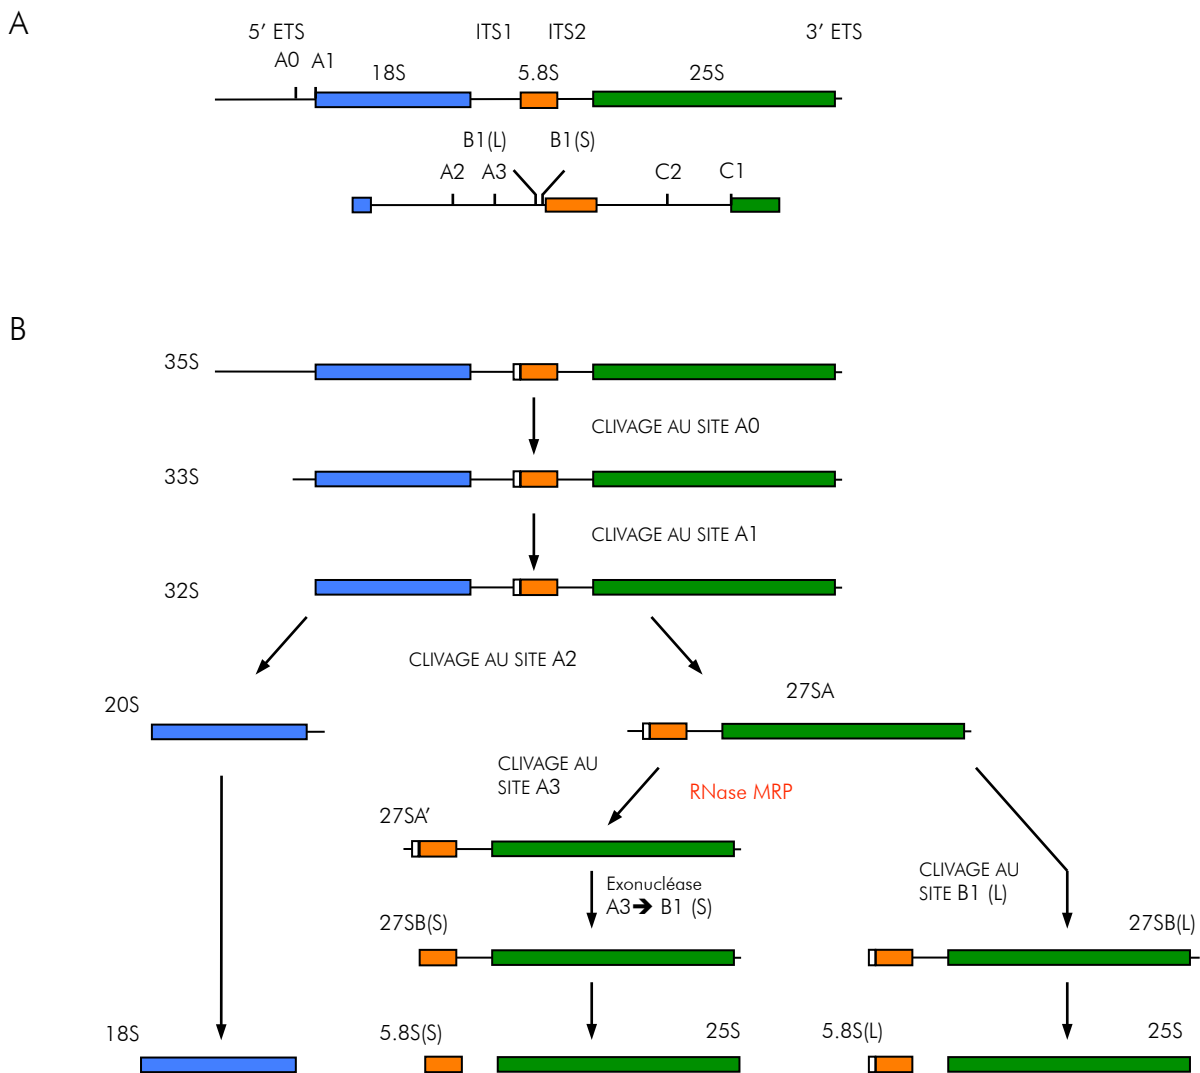 A
5’ ETS ITS1 ITS2 3’ ETS
A0 A1
18S 5.8S 25S
B1(L) B1(S)
A2 A3 C2 C1
B
35S
CLIVAGE AU SITE A0
33S
CLIVAGE AU SITE A1
32S
CLIVAGE AU SITE A2
20S
27SA
CLIVAGE AU
SITE A3
RNase MRP
27SA’
Exonucléase
A3➔ B1 (S)
CLIVAGE AU
SITE B1 (L)
27SB(S)
27SB(L)
18S
5.8S(S) 25S
5.8S(L) 25S